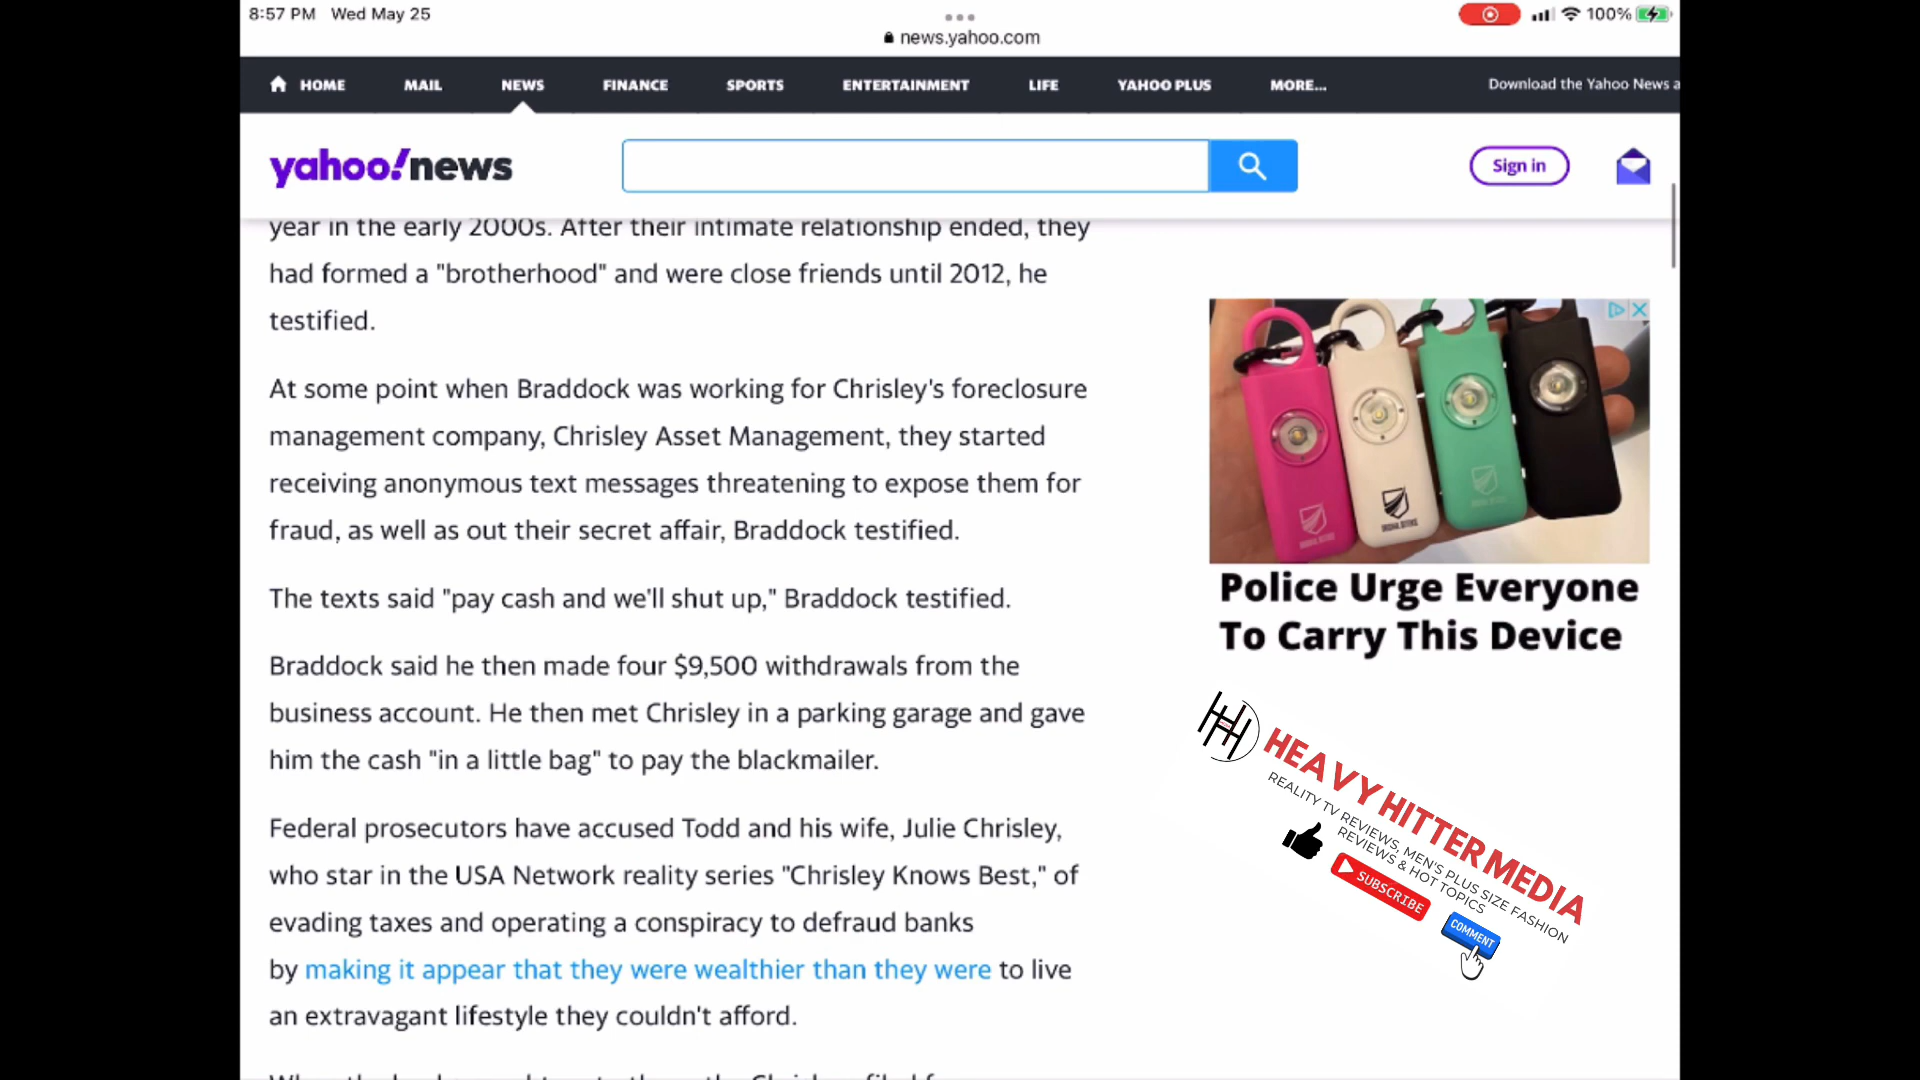 8:57 PM Wed May 25
100%
news.yahoo.com
HOME MAIL NEWS FINANCE SPORTS ENTERTAINMENT LIFE YAHOO PLUS MORE... Download the Yahoo News a
yahoo!news
Sign in
year in the early 2000s. After their intimate relationship ended, they
had formed a "brotherhood" and were close friends until 2012, he
testified.
At some point when Braddock was working for Chrisley's foreclosure
management company, Chrisley Asset Management, they started
receiving anonymous text messages threatening to expose them for
fraud, as well as out their secret affair, Braddock testified.
The texts said "pay cash and we'll shut up," Braddock testified.
Braddock said he then made four $9,500 withdrawals from the
business account. He then met Chrisley in a parking garage and gave
him the cash "in a little bag" to pay the blackmailer.
Federal prosecutors have accused Todd and his wife, Julie Chrisley,
who star in the USA Network reality series "Chrisley Knows Best," of
evading taxes and operating a conspiracy to defraud banks
by making it appear that they were wealthier than they were to live
an extravagant lifestyle they couldn't afford.
Police Urge Everyone
To Carry This Device
HEAVY HITTER MEDIA
REALITY TV REVIEWS, MEN'S PLUS SIZE FASHION
REVIEWS & HOT TOPICS
SUBSCRIBE
COMMENT